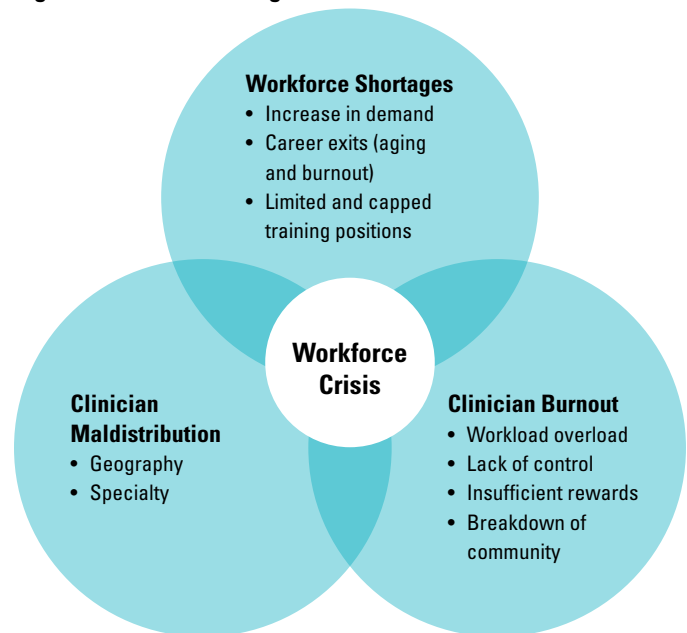 Workforce Shortages
• Increase in demand
• Career exits (aging
and burnout)
• Limited and capped
training positions
Workforce
Crisis
Clinician
Maldistribution
• Geography
• Specialty
Clinician Burnout
• Workload overload
• Lack of control
• Insufficient rewards
• Breakdown of
community